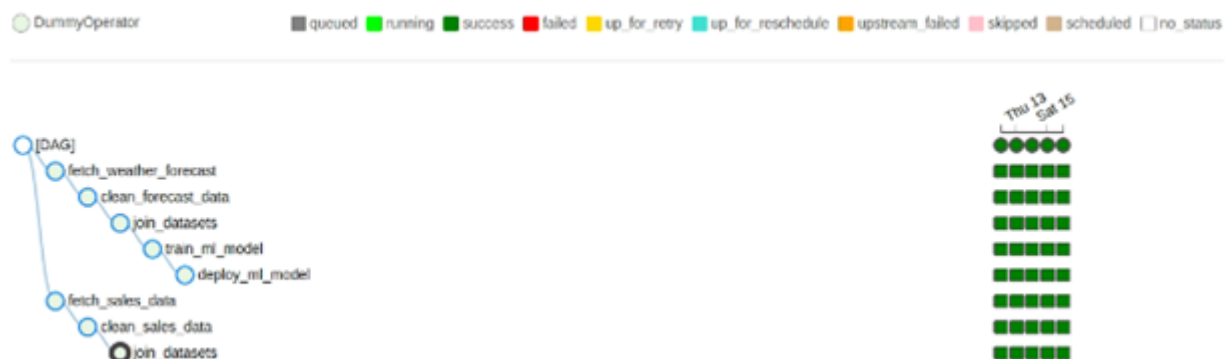 DummyOperator queued running success failed up_for_retry up_for_reschedule upstream_failed skipped scheduled no_status
Thu 13 Sat 15
[DAG]
fetch_weather_forecast
clean_forecast_data
join_datasets
train_ml_model
deploy_ml_model
fetch_sales_data
clean_sales_data
join_datasets